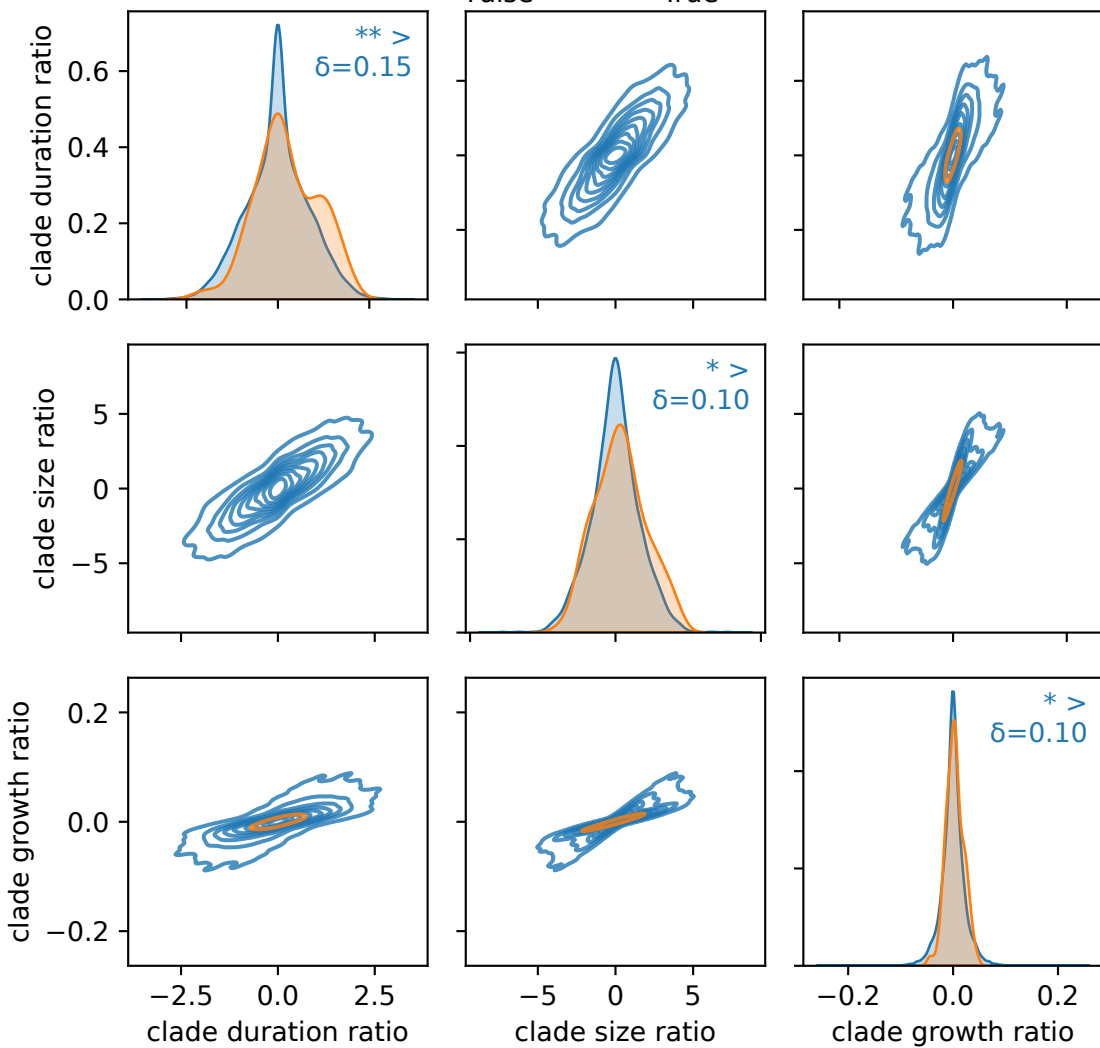 clade duration ratio
0.6
0.4
0.2
0.0
** >
δ=0.15
clade size ratio
5
0
−5
* >
δ=0.10
clade growth ratio
0.2
0.0
−0.2
* >
δ=0.10
−2.5 0.0 2.5
−5 0 5
−0.2 0.0 0.2
clade duration ratio
clade size ratio
clade growth ratio